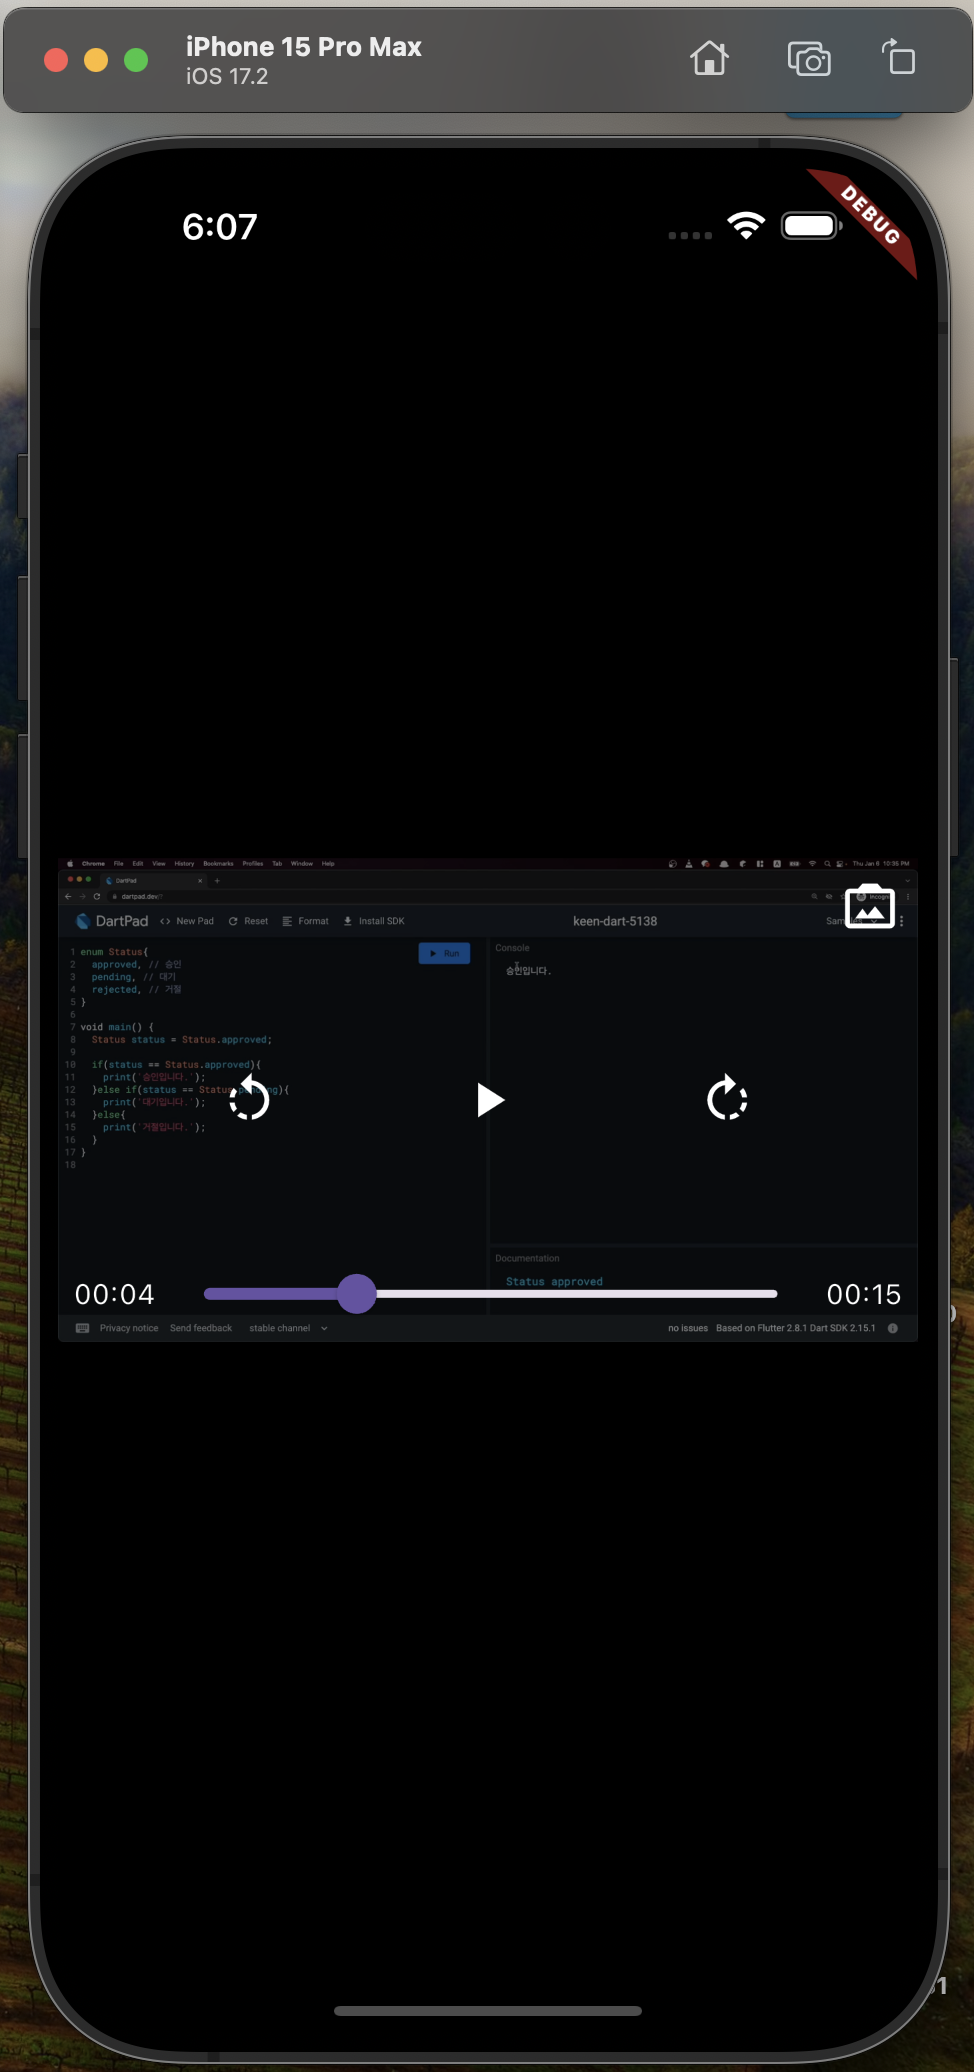 iPhone 15 Pro Max
iOS 17.2
6:07
DEBUG
Chrome File Edit View History Bookmarks Profiles Tab Window Help
Thu Jan 6 10:35 PM
DartPad
dartpad.dev
DartPad <> New Pad Reset Format Install SDK keen-dart-5138
Run
1 enum Status{
2 approved, // 승인
3 pending, // 대기
4 rejected, // 거절
5 }
6
7 void main() {
8 Status status = Status.approved;
9
10 if(status == Status.approved){
11 print('승인입니다.');
12 }else if(status == Status.pending){
13 print('대기입니다.');
14 }else{
15 print('거절입니다.');
16 }
17 }
18
Console
승인입니다.
Documentation
Status approved
00:04
00:15
Privacy notice Send feedback stable channel
no issues Based on Flutter 2.8.1 Dart SDK 2.15.1